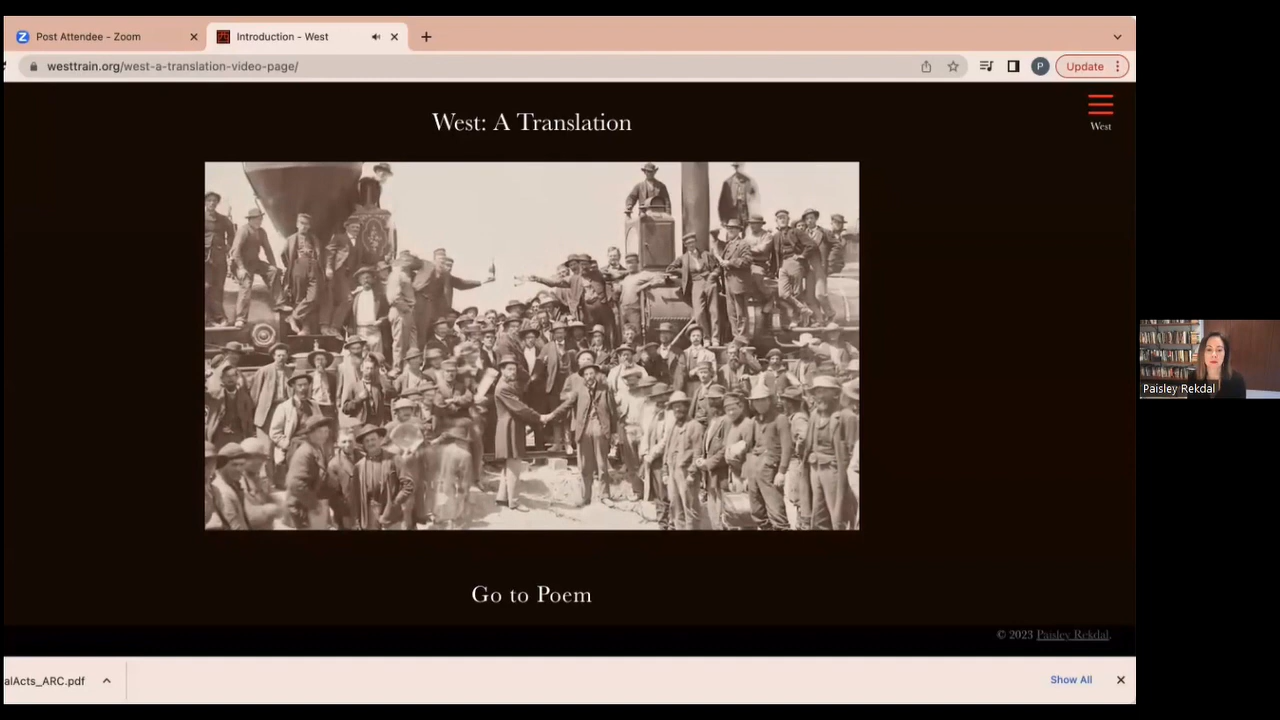 Post Attendee - Zoom
Introduction - West
westtrain.org/west-a-translation-video-page/
P
Update
West: A Translation
West
Paisley Rekdal
Go to Poem
© 2023 Paisley Rekdal.
alActs_ARC.pdf
Show All